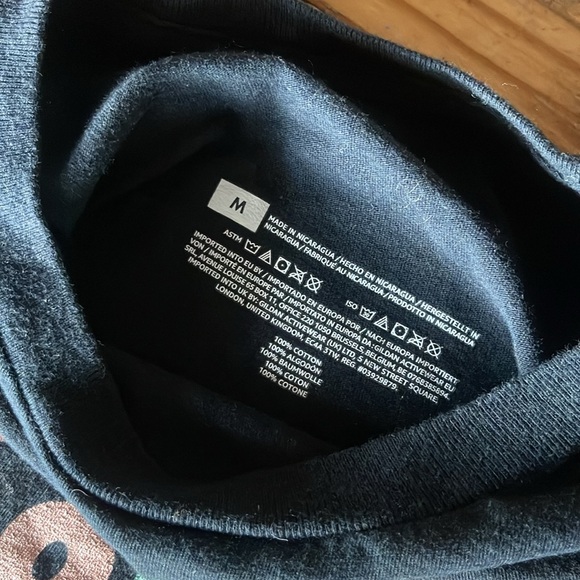 M
MADE IN NICARAGUA / HECHO EN NICARAGUA / HERGESTELLT IN
NICARAGUA / FABRIQUÉ AU NICARAGUA / PRODOTTO IN NICARAGUA
ASTM
ISO
IMPORTED INTO EU BY / IMPORTADO EN EUROPA POR / NACH EUROPA IMPORTIERT
VON / IMPORTÉ EN EUROPE PAR / IMPORTATO IN EUROPA DA: GILDAN ACTIVEWEAR EU
SRL, AVENUE LOUISE 65 BOX 11, OFFICE 220 1050 BRUSSELS, BELGIUM, BE 0768385894.
IMPORTED INTO UK BY: GILDAN ACTIVEWEAR (UK) LTD. 5 NEW STREET SQUARE,
LONDON, UNITED KINGDOM, EC4A 3TW, REG. #03929879.
100% COTTON
100% ALGODÓN
100% BAUMWOLLE
100% COTON
100% COTONE